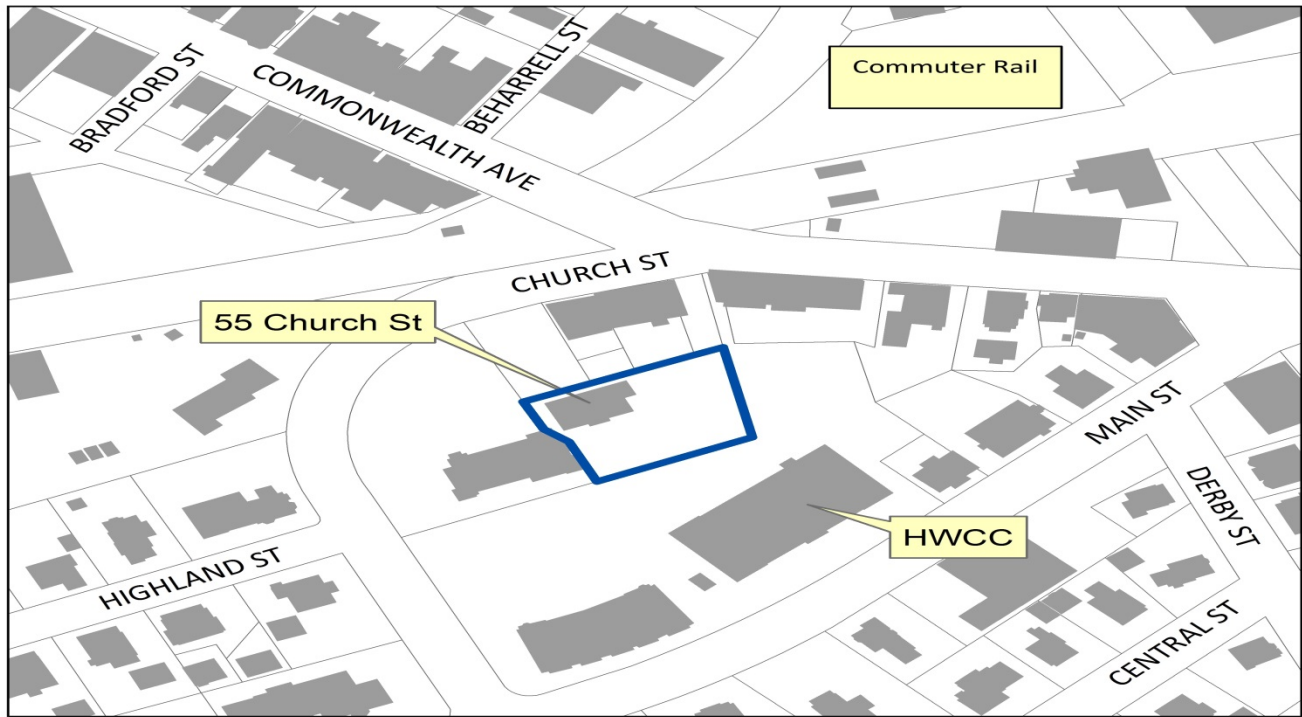 BRADFORD ST
COMMONWEALTH AVE
BEHARRELL ST
Commuter Rail
CHURCH ST
55 Church St
MAIN ST
DERBY ST
HWCC
HIGHLAND ST
CENTRAL ST